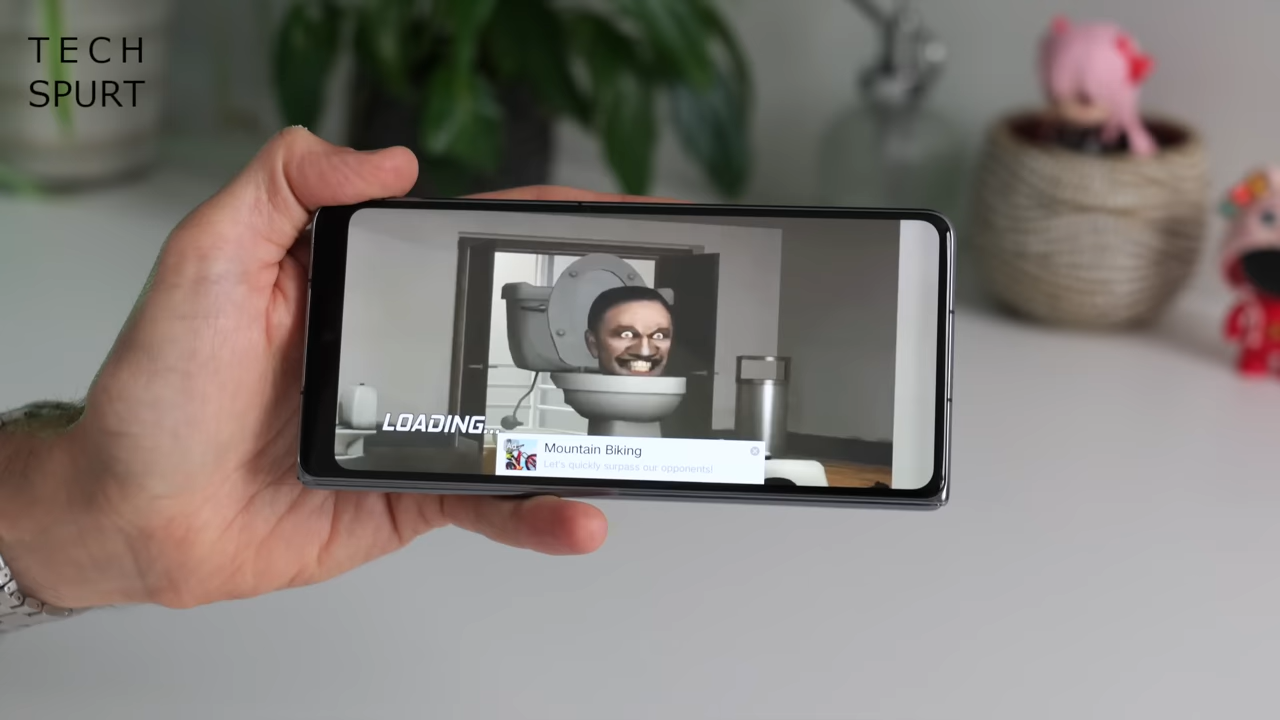 TECH
SPURT
LOADING...
Mountain Biking
Let's quickly surpass our opponents!